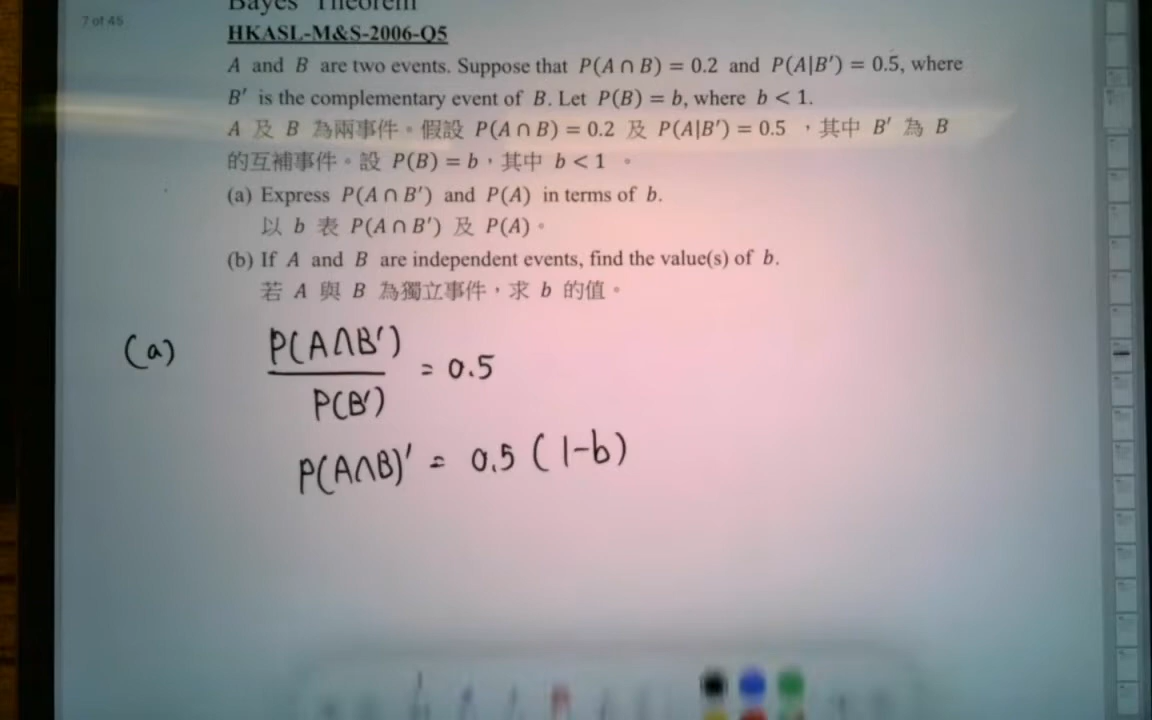 7 of 45
Bayes Theorem
HKASL-M&S-2006-Q5
A and B are two events. Suppose that P(A ∩ B) = 0.2 and P(A|B′) = 0.5, where
B′ is the complementary event of B. Let P(B) = b, where b < 1.
A 及 B 為兩事件。假設 P(A ∩ B) = 0.2 及 P(A|B′) = 0.5 ，其中 B′ 為 B
的互補事件。設 P(B) = b，其中 b < 1 。
(a) Express P(A ∩ B′) and P(A) in terms of b.
以 b 表 P(A ∩ B′) 及 P(A)。
(b) If A and B are independent events, find the value(s) of b.
若 A 與 B 為獨立事件，求 b 的值。
(a) P(A∩B′)
= 0.5
P(B′)
P(A∩B)′ = 0.5 (1-b)